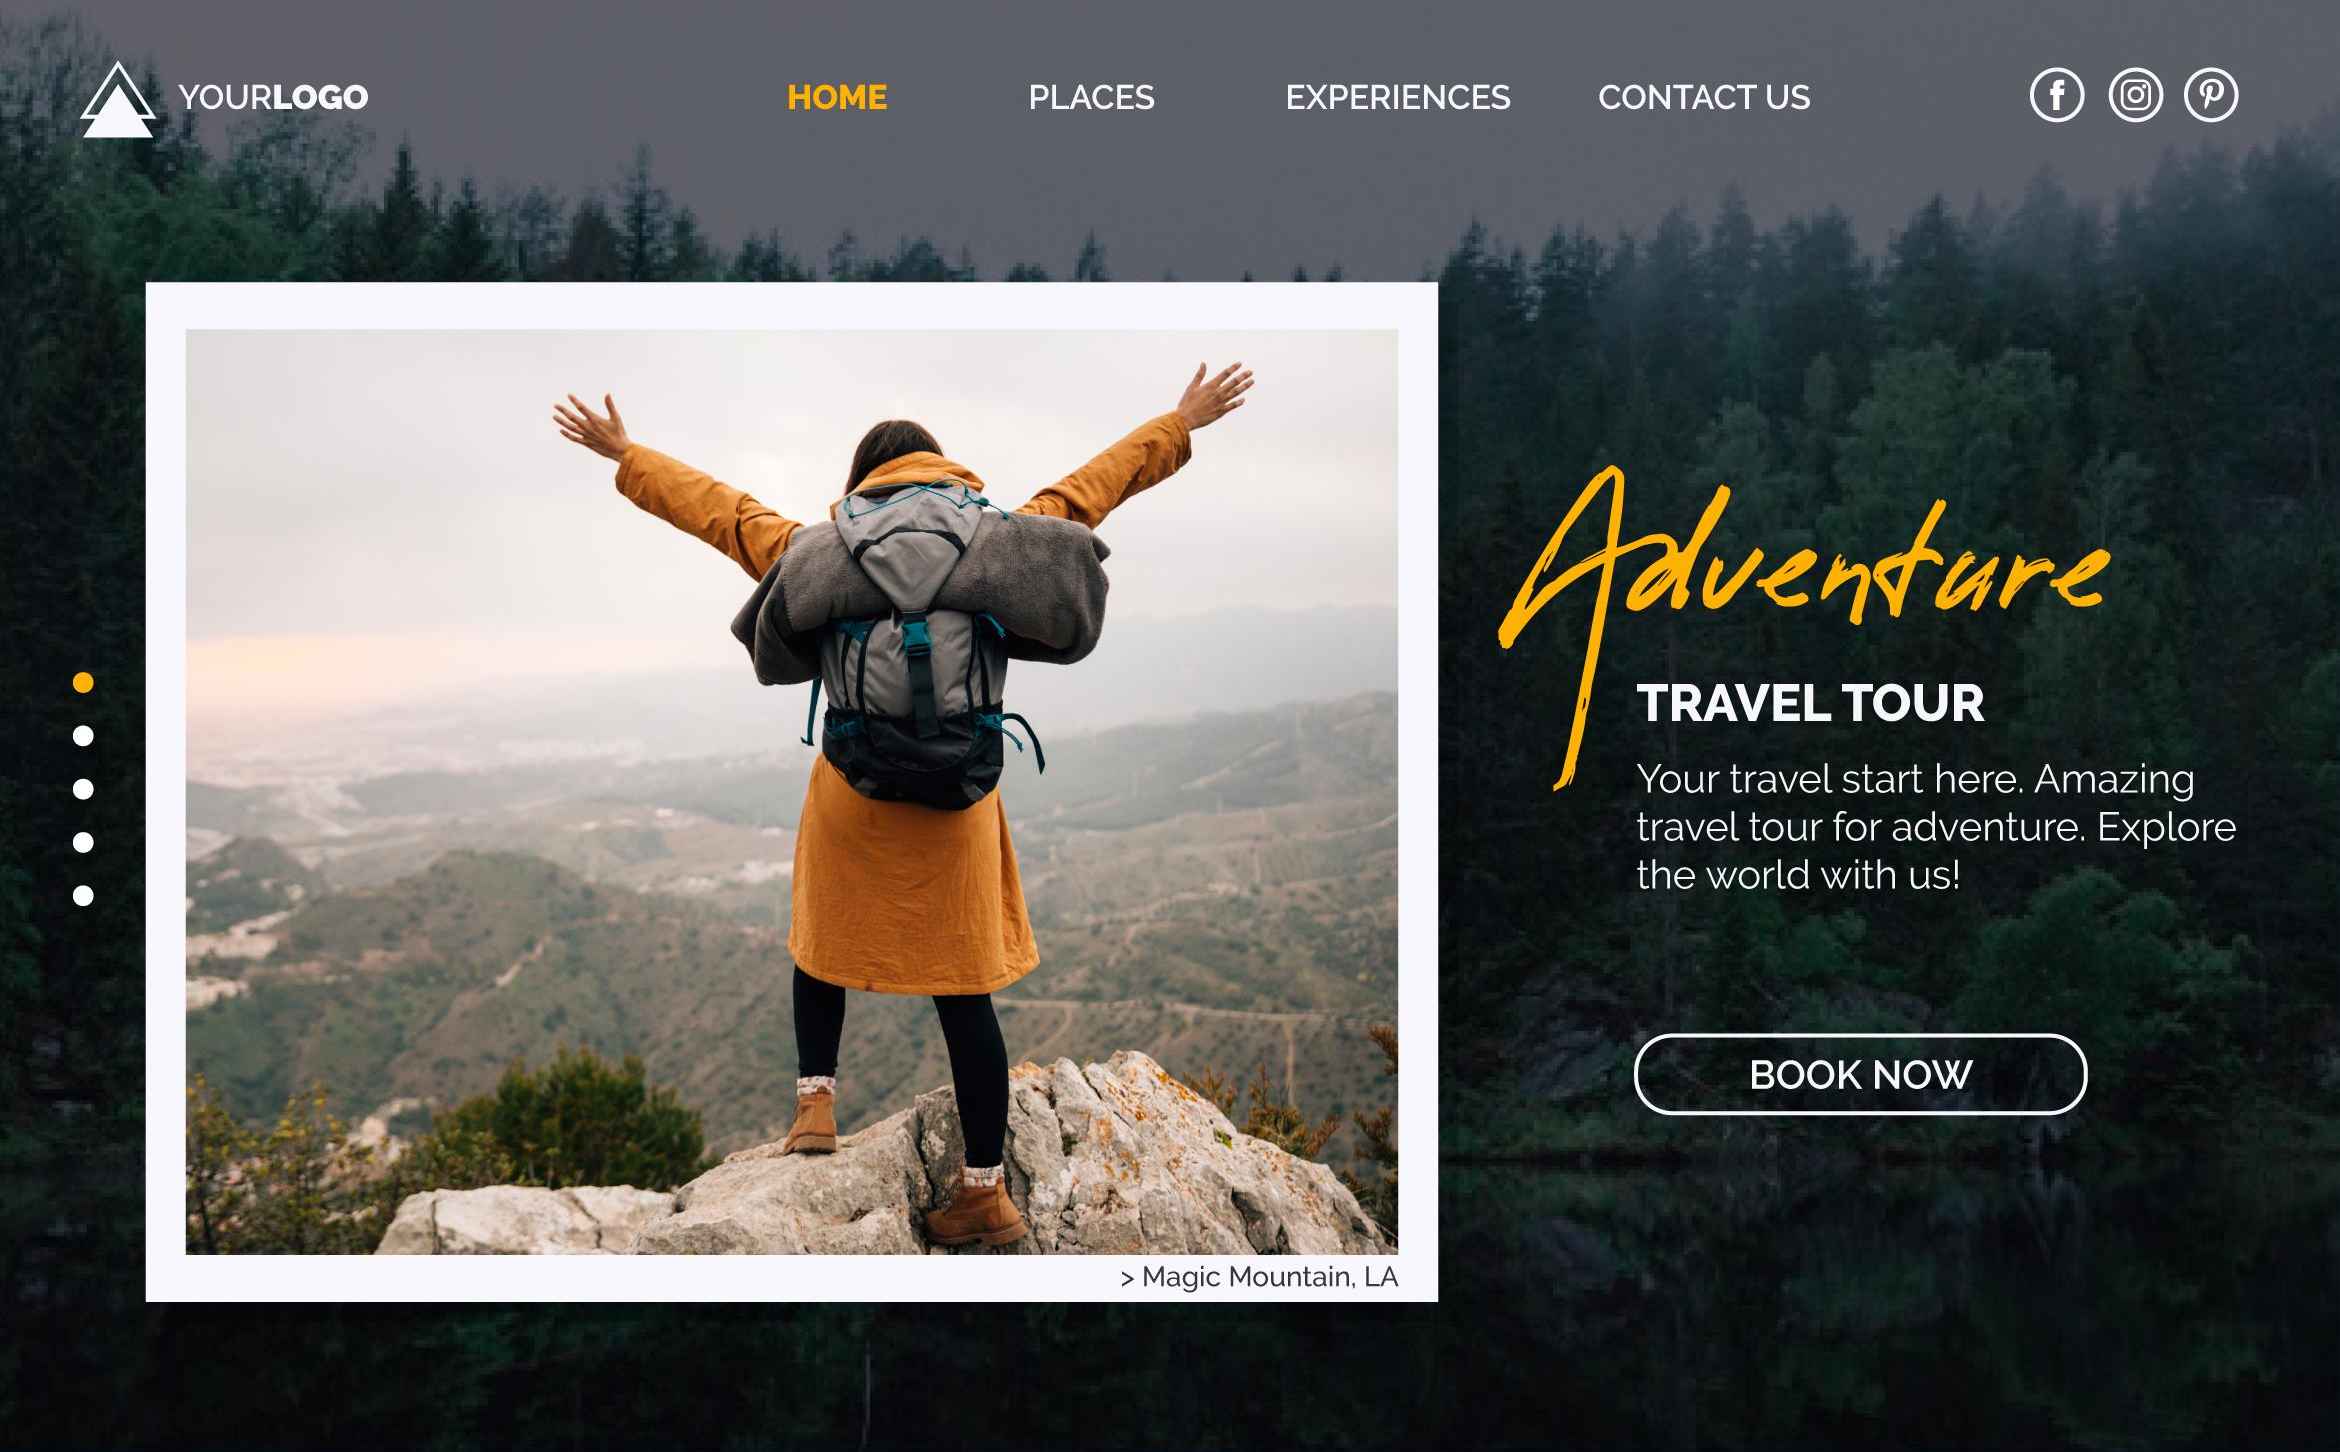 YOURLOGO
HOME
PLACES
EXPERIENCES
CONTACT US
Adventure
TRAVEL TOUR
Your travel start here. Amazing
travel tour for adventure. Explore
the world with us!
BOOK NOW
> Magic Mountain, LA